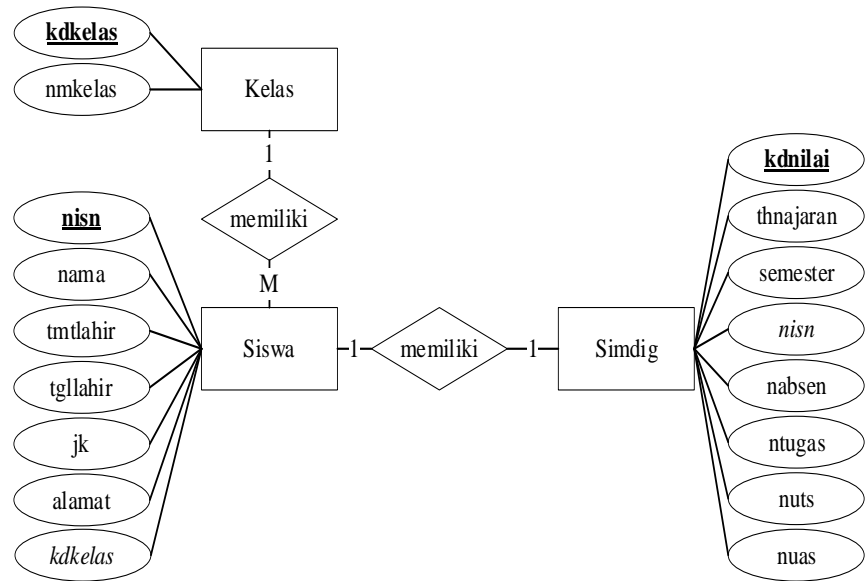 kdkelas
nmkelas
Kelas
1
memiliki
M
nisn
nama
tmtlahir
tgllahir
jk
alamat
kdkelas
Siswa
1
memiliki
1
Simdig
kdnilai
thnajaran
semester
nisn
nabsen
ntugas
nuts
nuas